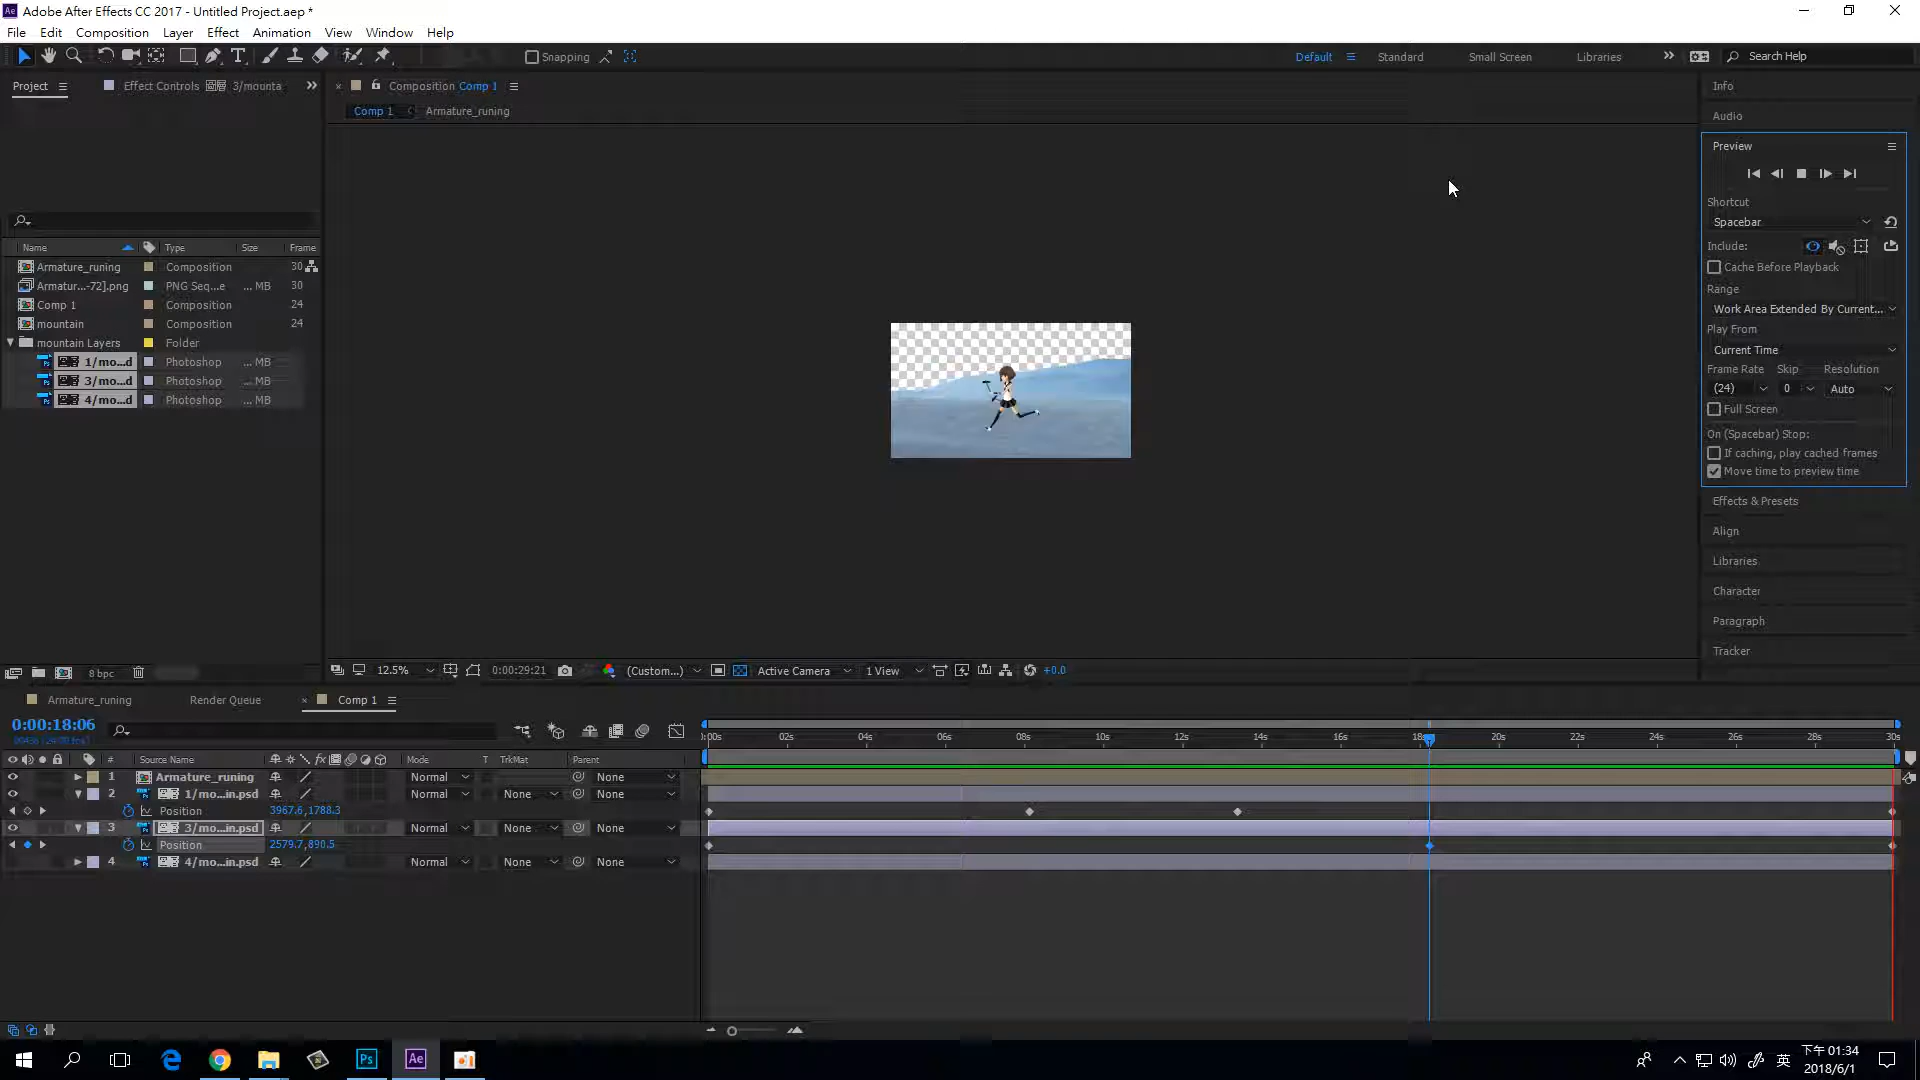 Adobe After Effects CC 2017 - Untitled Project.aep *
File Edit Composition Layer Effect Animation View Window Help
Snapping
Default Standard Small Screen Libraries Search Help
Project Effect Controls 3/mounta
Composition Comp 1
Comp 1 Armature_runing
Info
Audio
Preview
Shortcut
Spacebar
Include:
Cache Before Playback
Range
Work Area Extended By Current...
Play From
Current Time
Frame Rate Skip Resolution
(24) 0 Auto
Full Screen
On (Spacebar) Stop:
If caching, play cached frames
Move time to preview time
Effects & Presets
Align
Libraries
Character
Paragraph
Tracker
Name Type Size Frame
Armature_runing Composition 30
Armatur...-72].png PNG Seq...e ... MB 30
Comp 1 Composition 24
mountain Composition 24
mountain Layers Folder
1/mo...d Photoshop ... MB
3/mo...d Photoshop ... MB
4/mo...d Photoshop ... MB
8 bpc
12.5% 0:00:29:21 (Custom...) Active Camera 1 View +0.0
Armature_runing Render Queue Comp 1
0:00:18:06
:00s 02s 04s 06s 08s 10s 12s 14s 16s 18s 20s 22s 24s 26s 28s 30s
# Source Name Mode T TrkMat Parent
1 Armature_runing Normal None
2 1/mo...in.psd Normal None None
Position 3967.6,1788.3
3 3/mo...in.psd Normal None None
Position 2579.7,890.5
4 4/mo...in.psd Normal None None
英 下午 01:34
2018/6/1